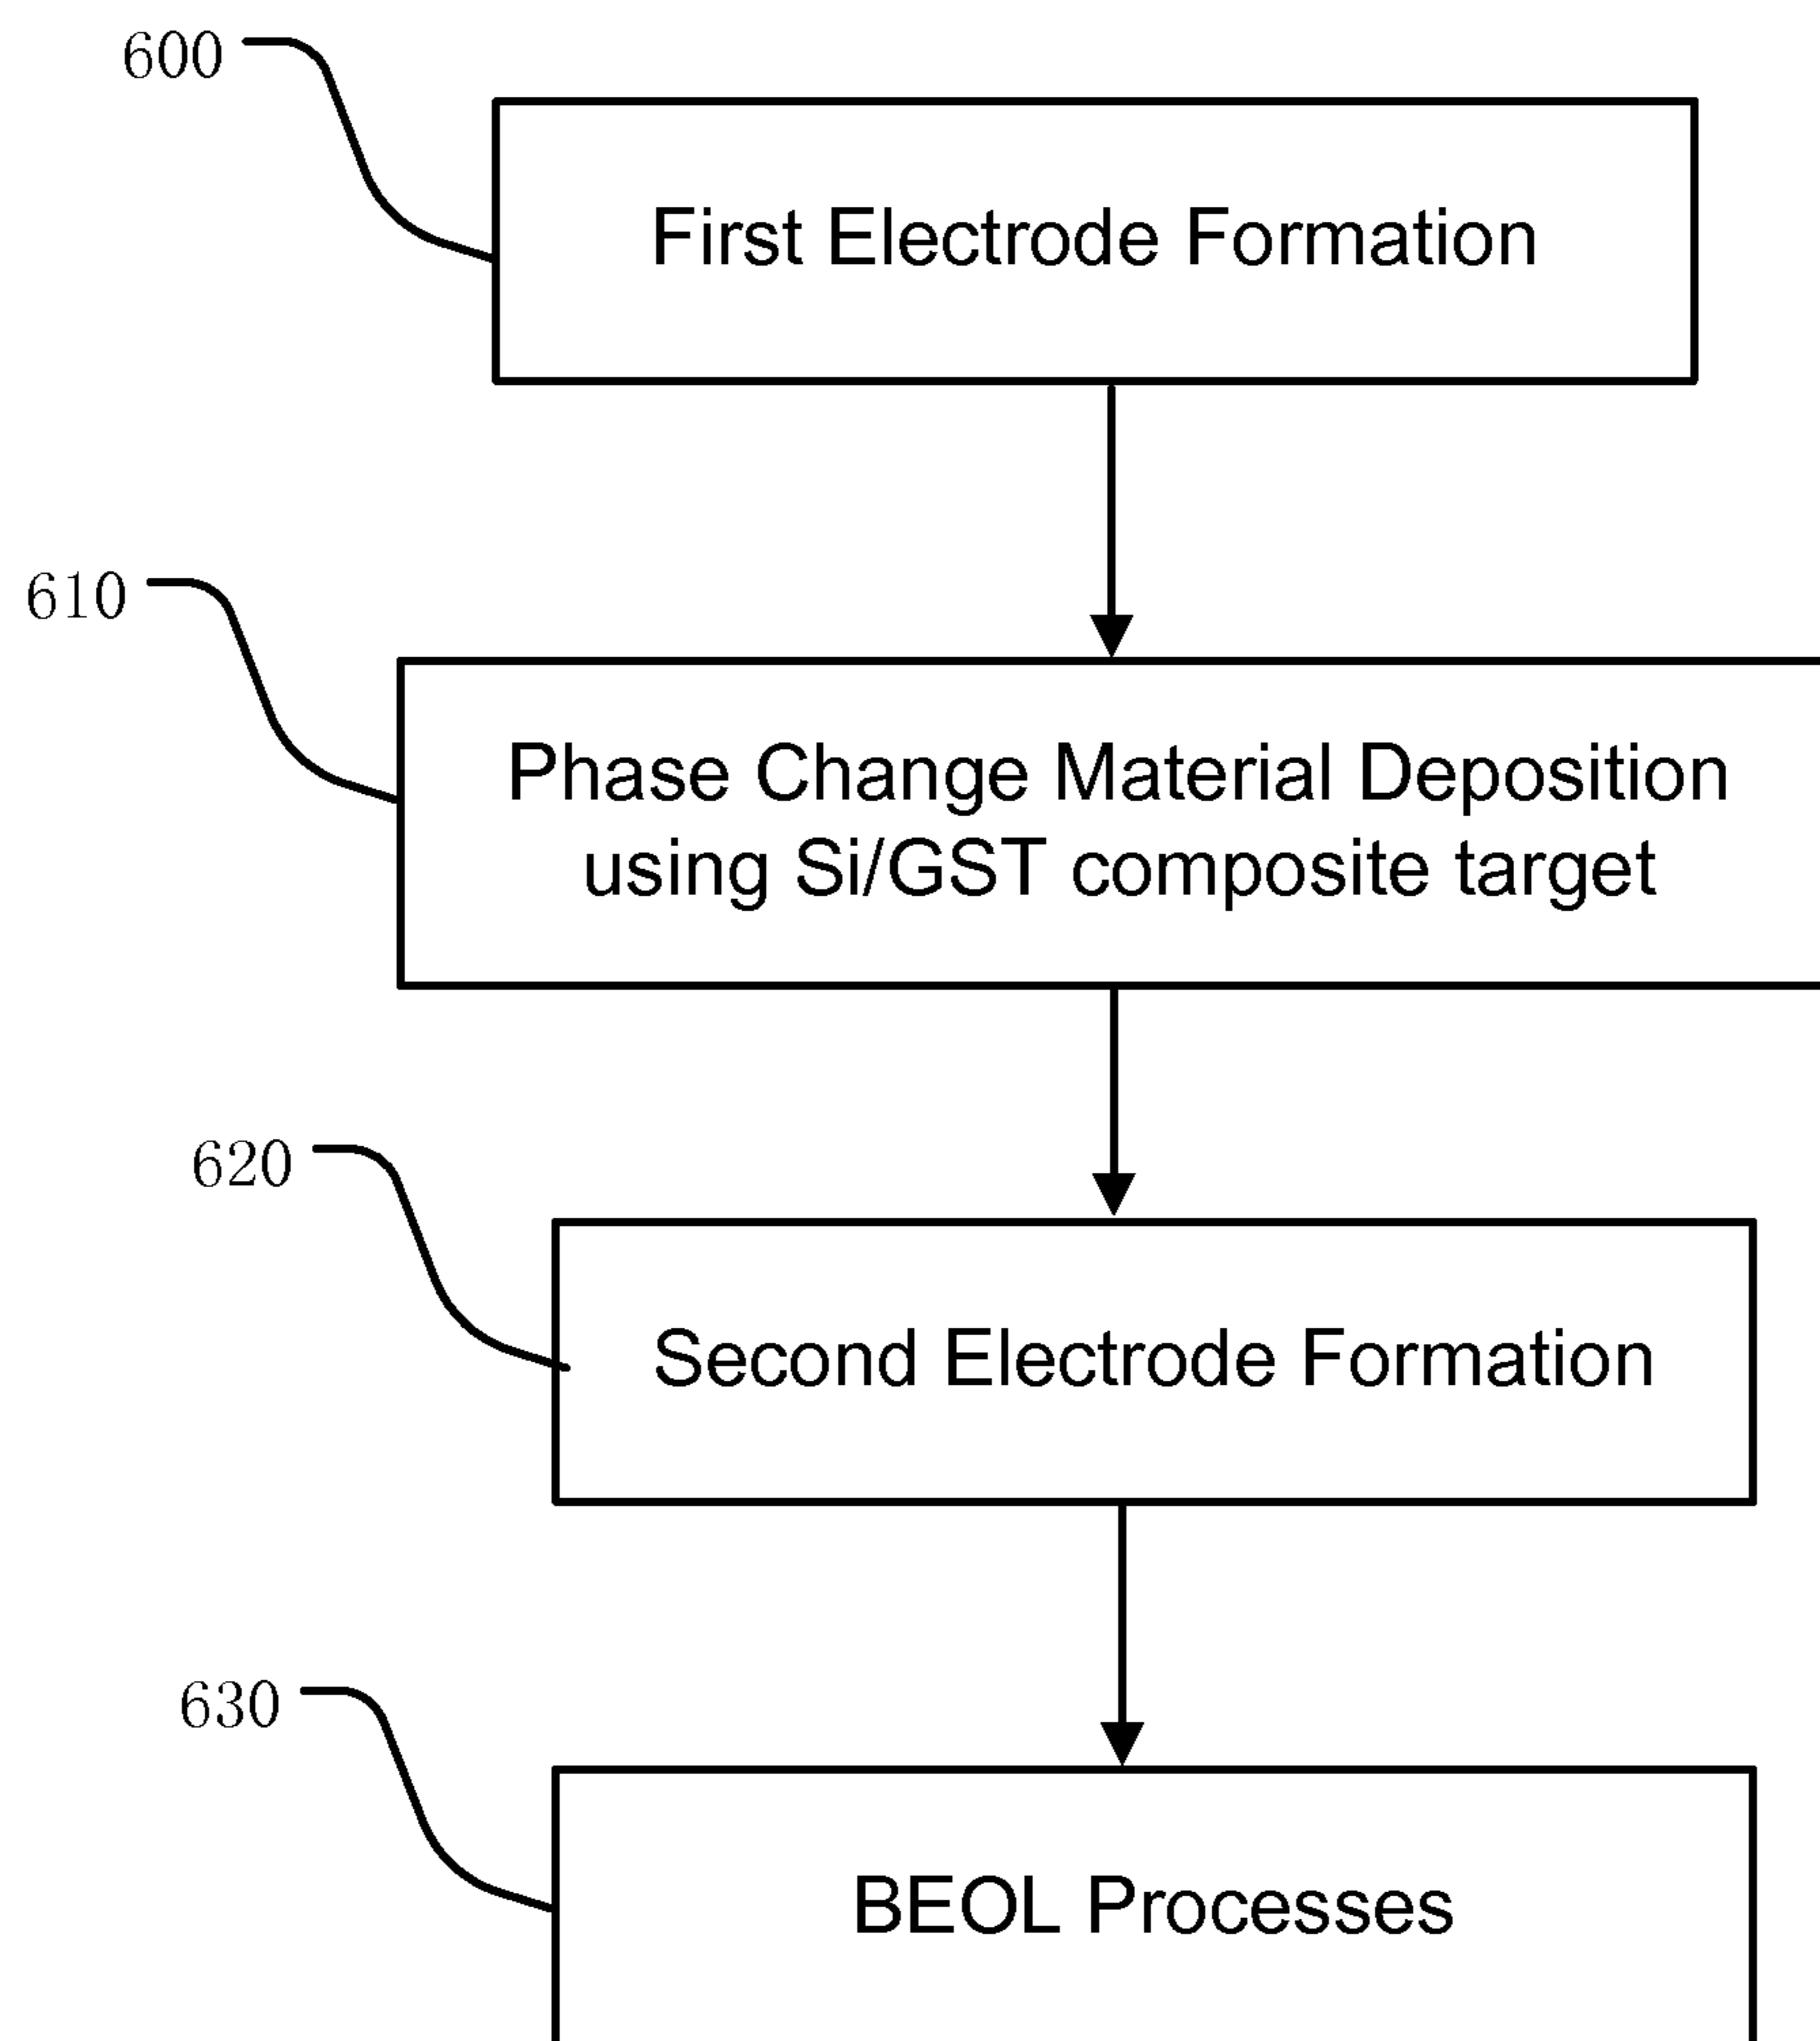 600
First Electrode Formation
610
Phase Change Material Deposition
using Si/GST composite target
620
Second Electrode Formation
630
BEOL Processes